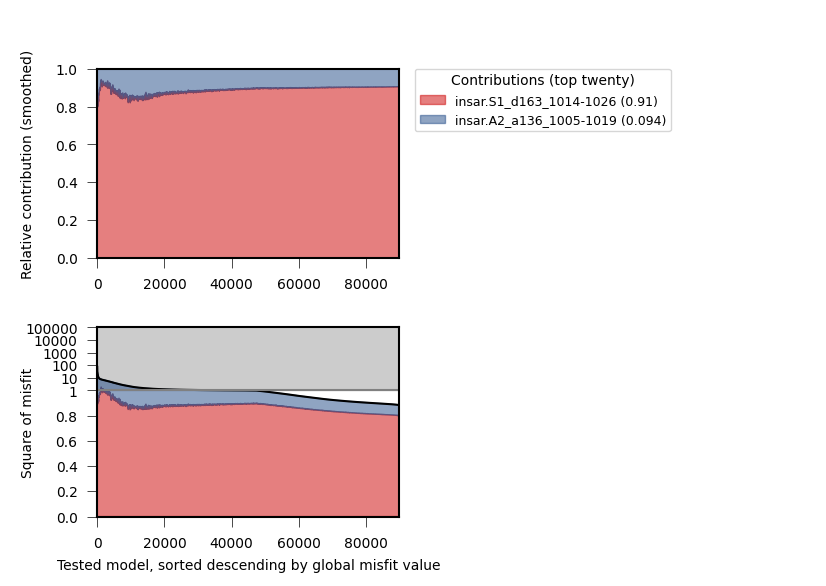 Relative contribution (smoothed)
1.0
0.8
0.6
0.4
0.2
0.0
0 20000 40000 60000 80000
Contributions (top twenty)
insar.S1_d163_1014-1026 (0.91)
insar.A2_a136_1005-1019 (0.094)
Square of misfit
100000
10000
1000
100
10
1
0.8
0.6
0.4
0.2
0.0
0 20000 40000 60000 80000
Tested model, sorted descending by global misfit value